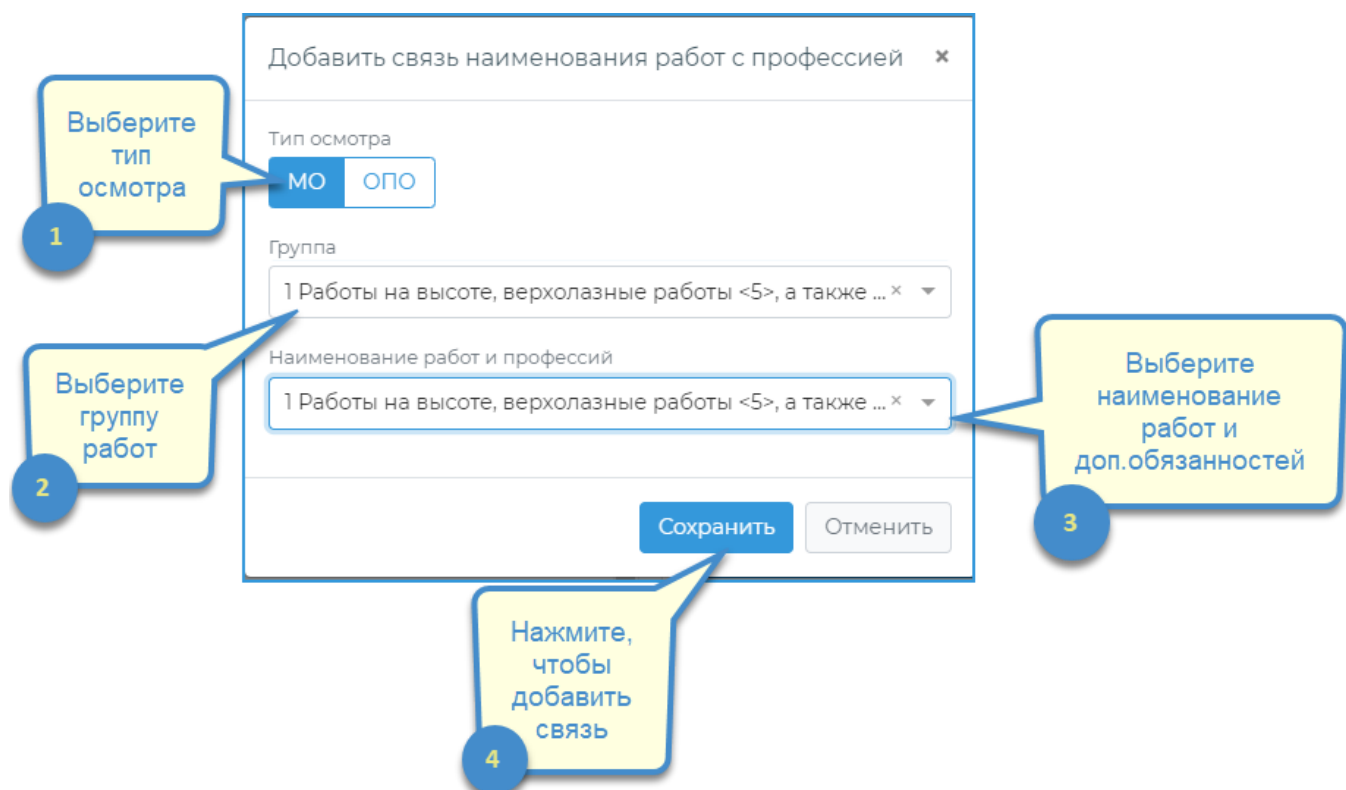 Добавить связь наименования работ с профессией ×
Выберите
тип
осмотра
1
Тип осмотра
МО ОПО
Группа
1 Работы на высоте, верхолазные работы <5>, а также ... ×
Выберите
группу
работ
2
Наименование работ и профессий
1 Работы на высоте, верхолазные работы <5>, а также ... ×
Выберите
наименование
работ и
доп.обязанностей
3
Сохранить Отменить
Нажмите,
чтобы
добавить
связь
4